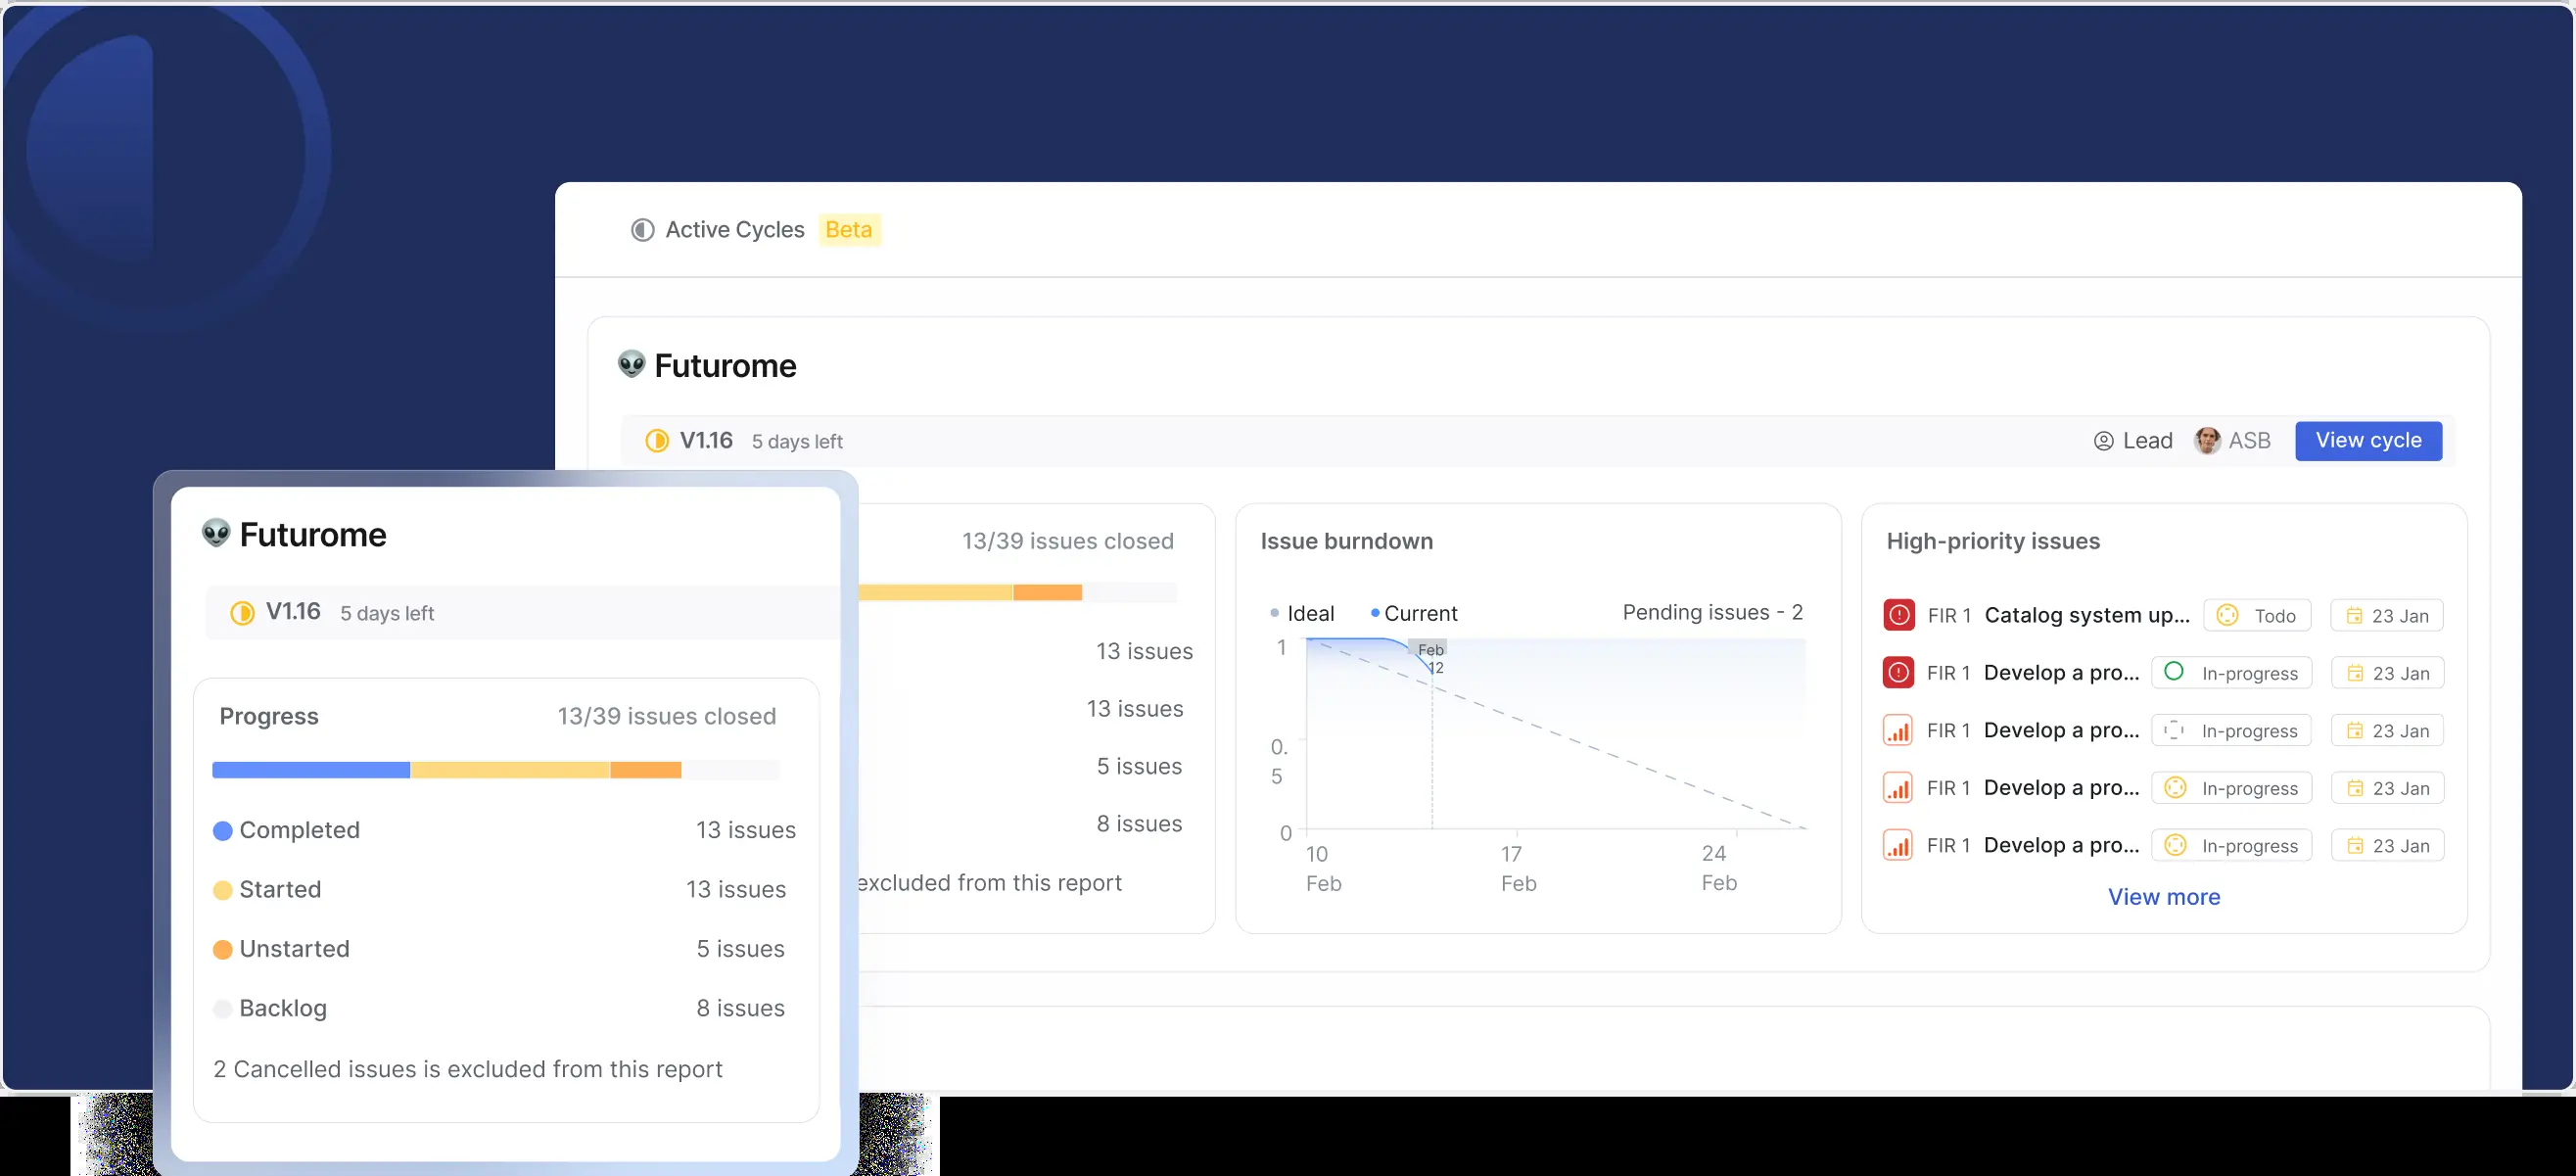 Active Cycles Beta
👽 Futurome
V1.16 5 days left Lead ASB View cycle
👽 Futurome
V1.16 5 days left
Progress 13/39 issues closed
Completed 13 issues
Started 13 issues
Unstarted 5 issues
Backlog 8 issues
2 Cancelled issues is excluded from this report
13/39 issues closed
13 issues
13 issues
5 issues
8 issues
excluded from this report
Issue burndown
Ideal Current Pending issues - 2
1
Feb
12
0.
5
0
10 17 24
Feb Feb Feb
High-priority issues
FIR 1 Catalog system up... Todo 23 Jan
FIR 1 Develop a pro... In-progress 23 Jan
FIR 1 Develop a pro... In-progress 23 Jan
FIR 1 Develop a pro... In-progress 23 Jan
FIR 1 Develop a pro... In-progress 23 Jan
View more